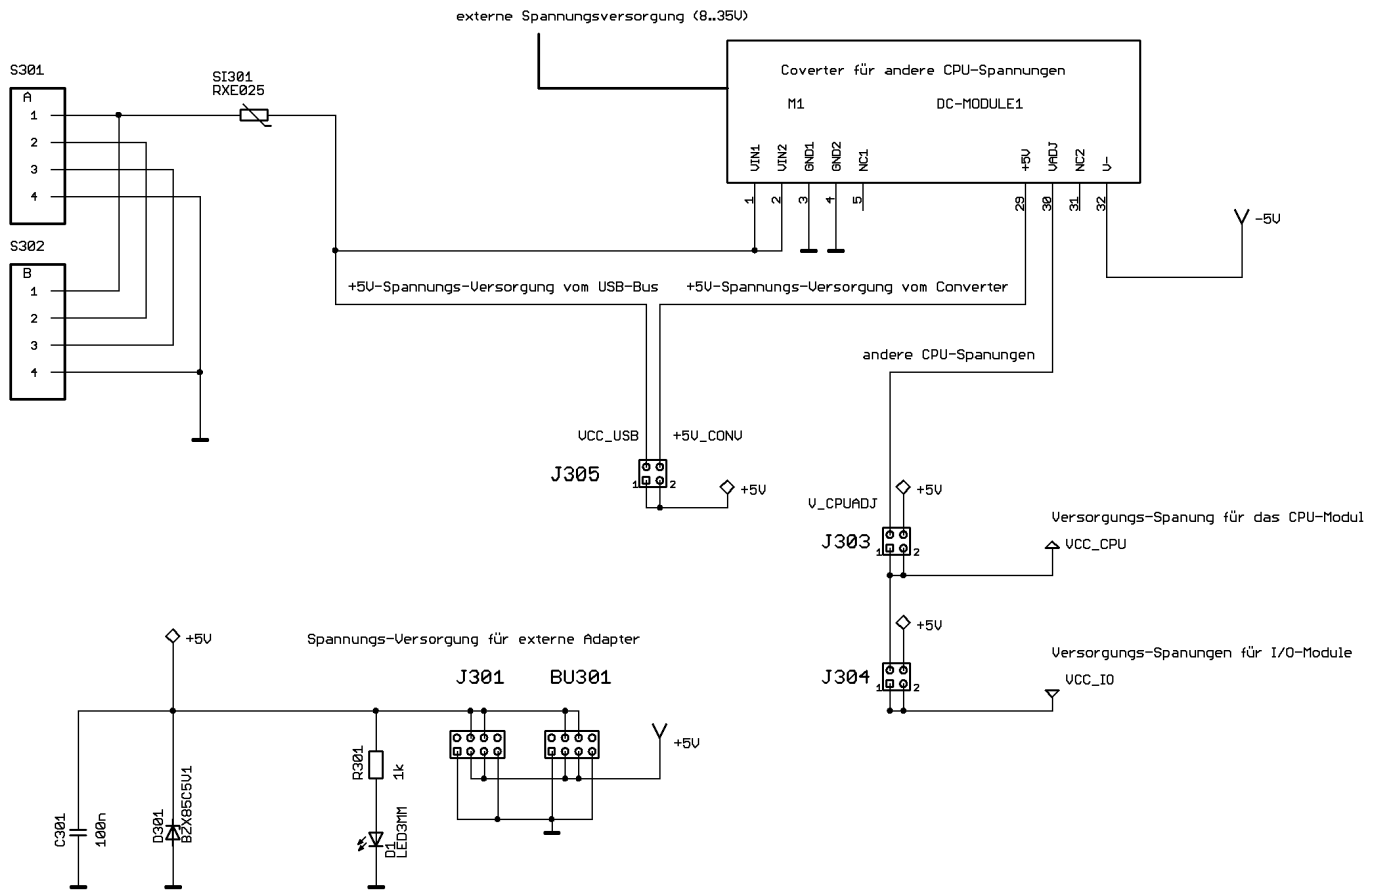 externe Spannungsversorgung (8..35V)
S301
A
1
2
3
4
SI301
RXE025
Coverter für andere CPU-Spannungen
M1
DC-MODULE1
VIN1
VIN2
GND1
GND2
NC1
+5V
VADJ
NC2
V-
1
2
3
4
5
29
30
31
32
-5V
S302
B
1
2
3
4
+5V-Spannungs-Versorgung vom USB-Bus
+5V-Spannungs-Versorgung vom Converter
andere CPU-Spanungen
VCC_USB
+5V_CONV
J305
1
2
+5V
V_CPUADJ
+5V
J303
1
2
Versorgungs-Spanung für das CPU-Modul
VCC_CPU
+5V
J304
1
2
Versorgungs-Spanungen für I/O-Module
VCC_IO
+5V
Spannungs-Versorgung für externe Adapter
J301
BU301
+5V
C301
100n
D301
BZX85C5V1
R301
1k
D1
LED3MM